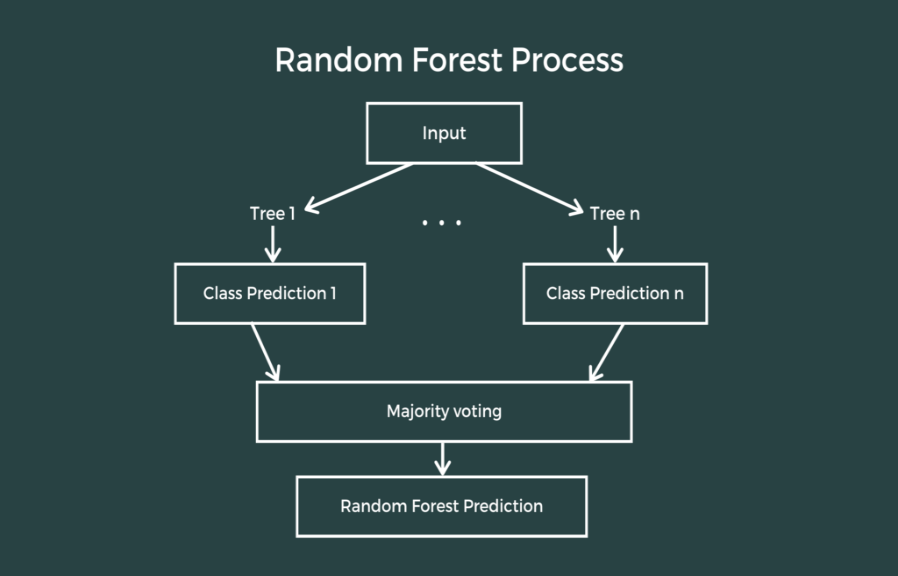 Random Forest Process
Input
Tree 1
. . .
Tree n
Class Prediction 1
Class Prediction n
Majority voting
Random Forest Prediction